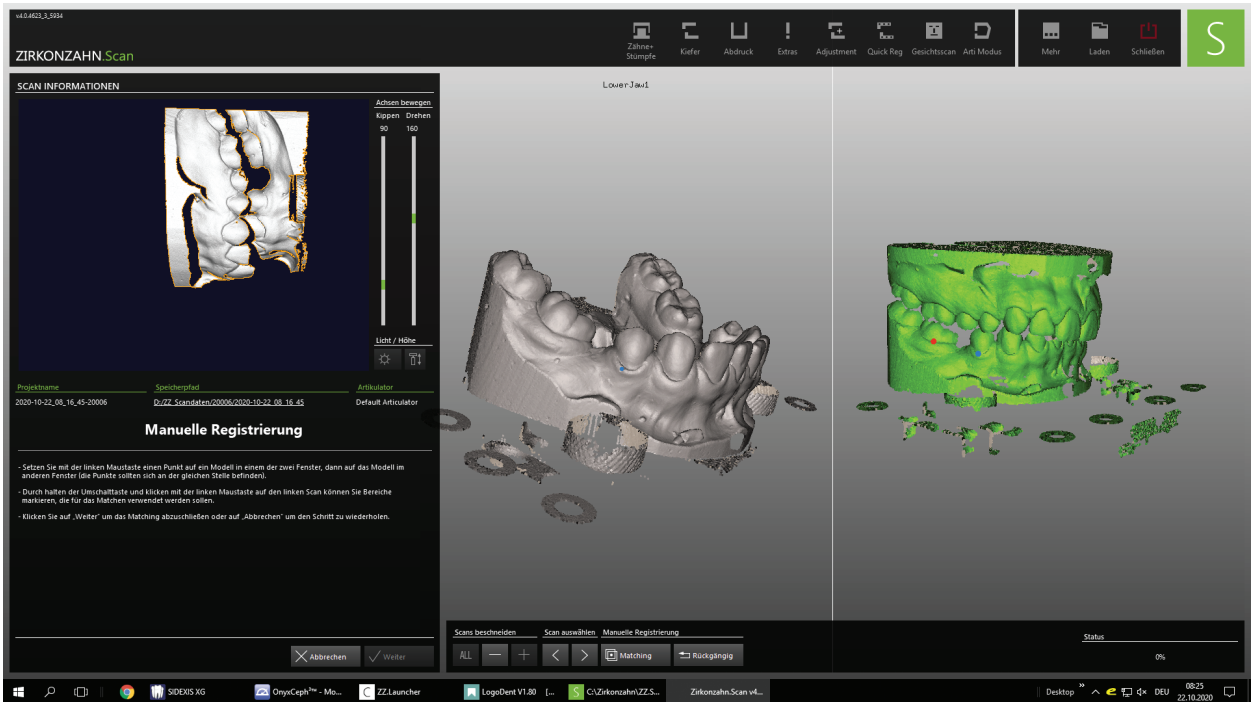 v4.0.4623_3_5934
ZIRKONZAHN.Scan
Zähne+
Stümpfe
Kiefer
Abdruck
Extras
Adjustment
Quick Reg
Gesichtsscan
Arti Modus
Mehr
Laden
Schließen
S
SCAN INFORMATIONEN
Achsen bewegen
Kippen Drehen
90 160
Licht / Höhe
LowerJaw1
Projektname Speicherpfad Artikulator
2020-10-22_08_16_45-20006 D:/ZZ_Scandaten/20006/2020-10-22_08_16_45 Default Articulator
Manuelle Registrierung
- Setzen Sie mit der linken Maustaste einen Punkt auf ein Modell in einem der zwei Fenster, dann auf das Modell im
anderen Fenster (die Punkte sollten sich an der gleichen Stelle befinden).
- Durch halten der Umschalttaste und klicken mit der linken Maustaste auf den linken Scan können Sie Bereiche
markieren, die für das Matchen verwendet werden sollen.
- Klicken Sie auf „Weiter" um das Matching abzuschließen oder auf „Abbrechen" um den Schritt zu wiederholen.
Abbrechen Weiter
Scans beschneiden Scan auswählen Manuelle Registrierung
ALL Matching Rückgängig
Status
0%
SIDEXIS XG
OnyxCeph³™ - Mo...
ZZ.Launcher
LogoDent V1.80 [...
C:\Zirkonzahn\ZZ.S...
Zirkonzahn.Scan v4...
Desktop
DEU
08:25
22.10.2020